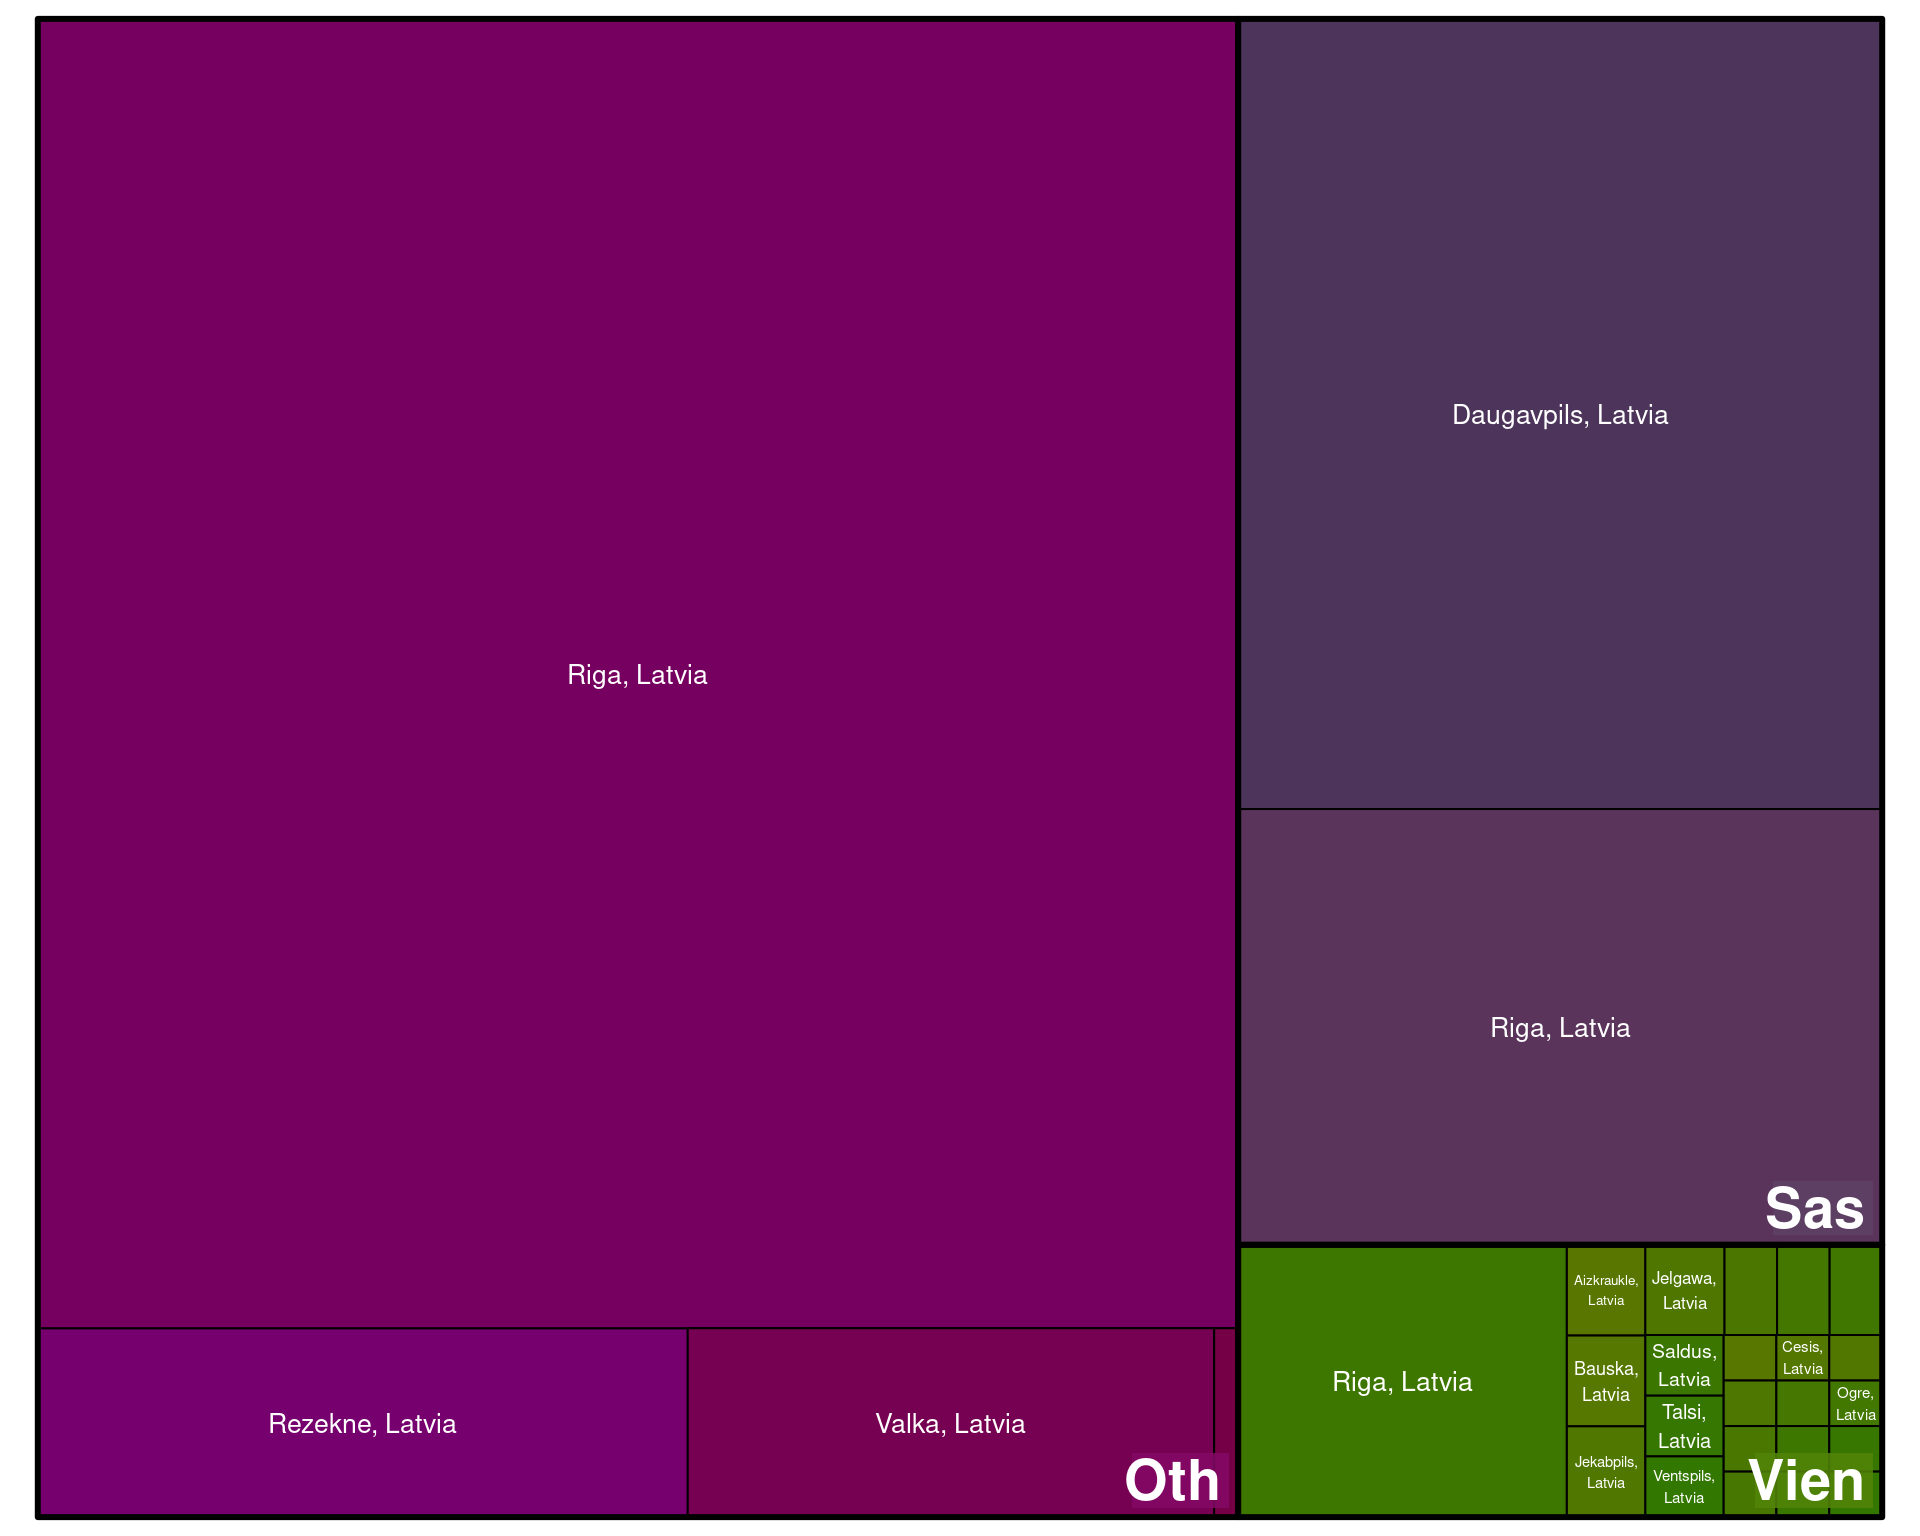 Riga, Latvia
Rezekne, Latvia
Valka, Latvia
Oth
Daugavpils, Latvia
Riga, Latvia
Sas
Riga, Latvia
Aizkraukle,
Latvia
Bauska,
Latvia
Jekabpils,
Latvia
Jelgawa,
Latvia
Saldus,
Latvia
Talsi,
Latvia
Ventspils,
Latvia
Cesis,
Latvia
Ogre,
Latvia
Vien